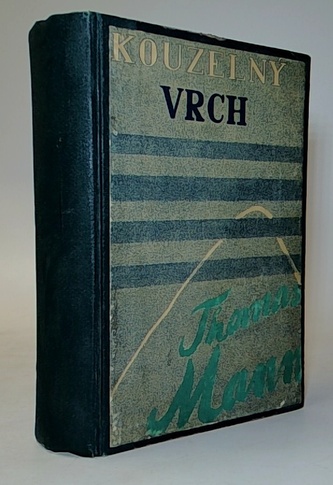 KOUZELNÝ
VRCH
Thomas
Mann